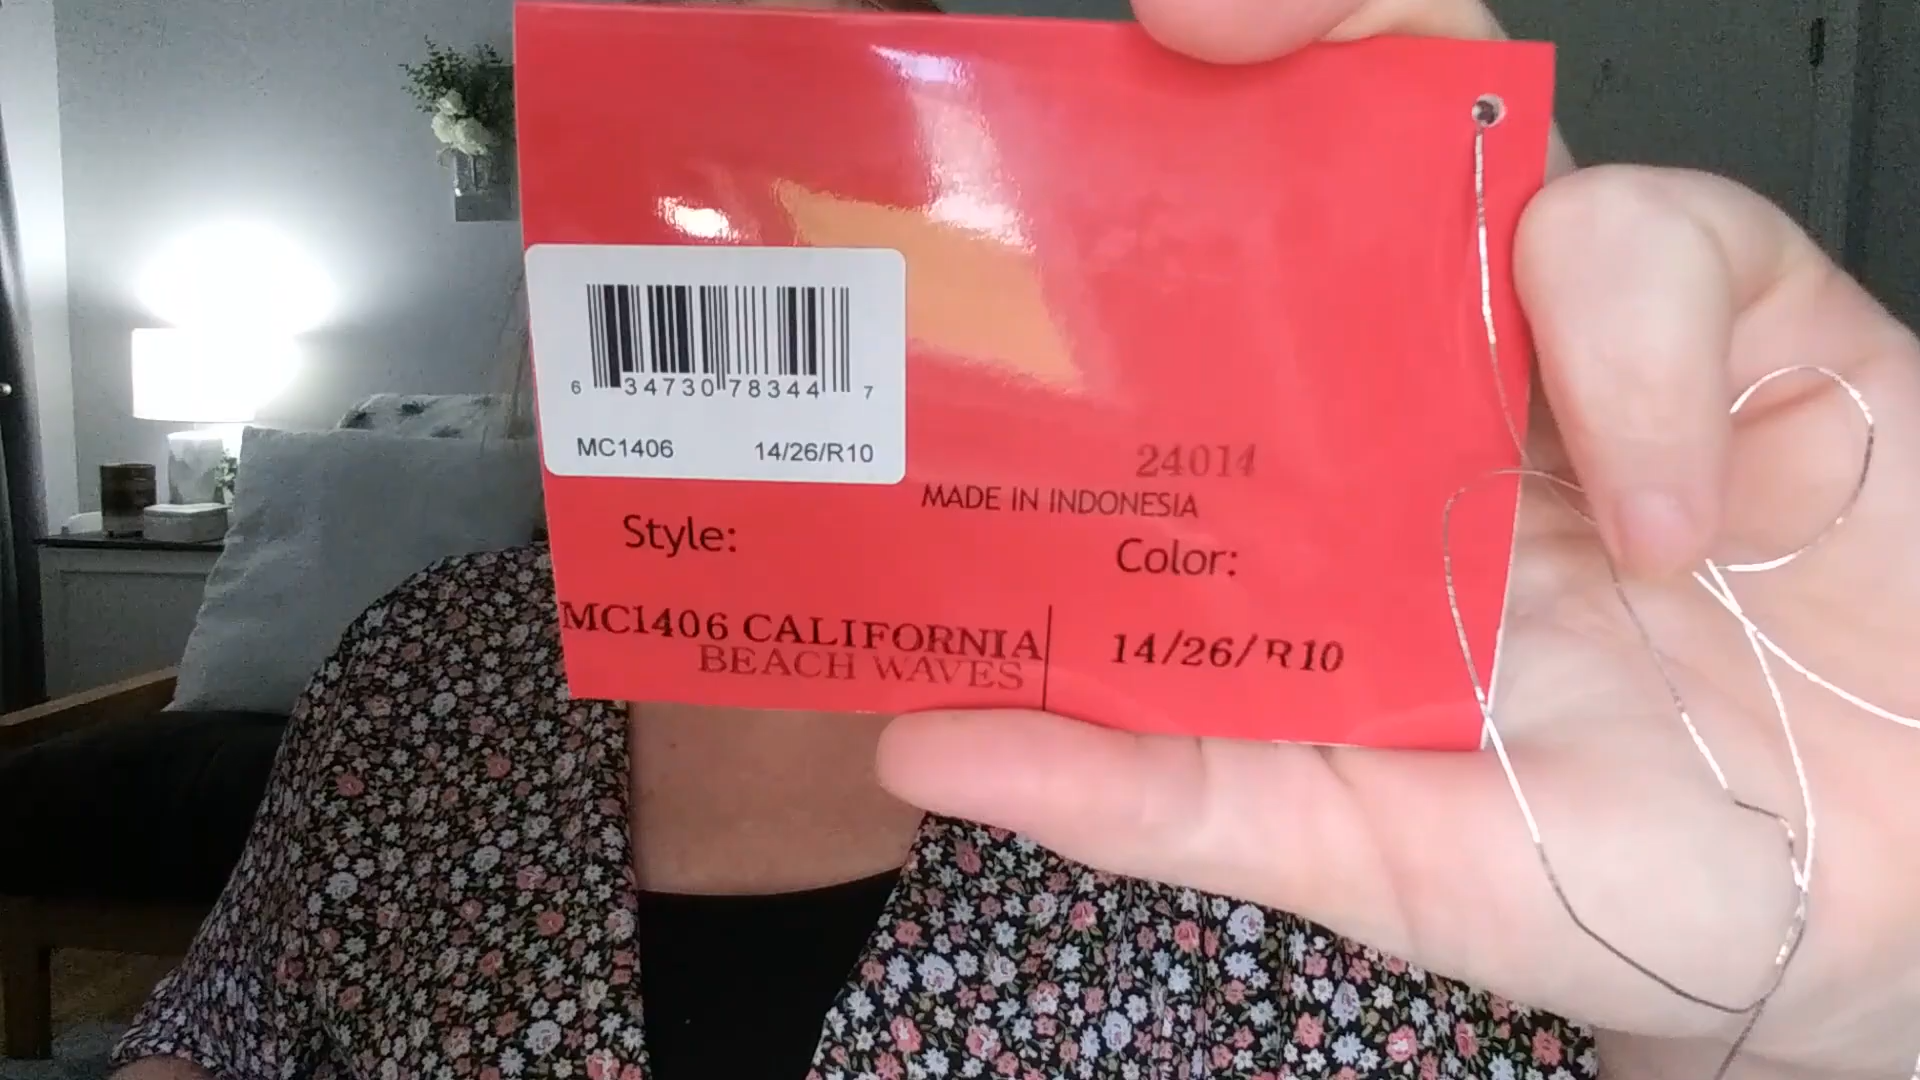 6 34730 78344 7
MC1406 14/26/R10
24014
MADE IN INDONESIA
Style: Color:
MC1406 CALIFORNIA 14/26/R10
BEACH WAVES